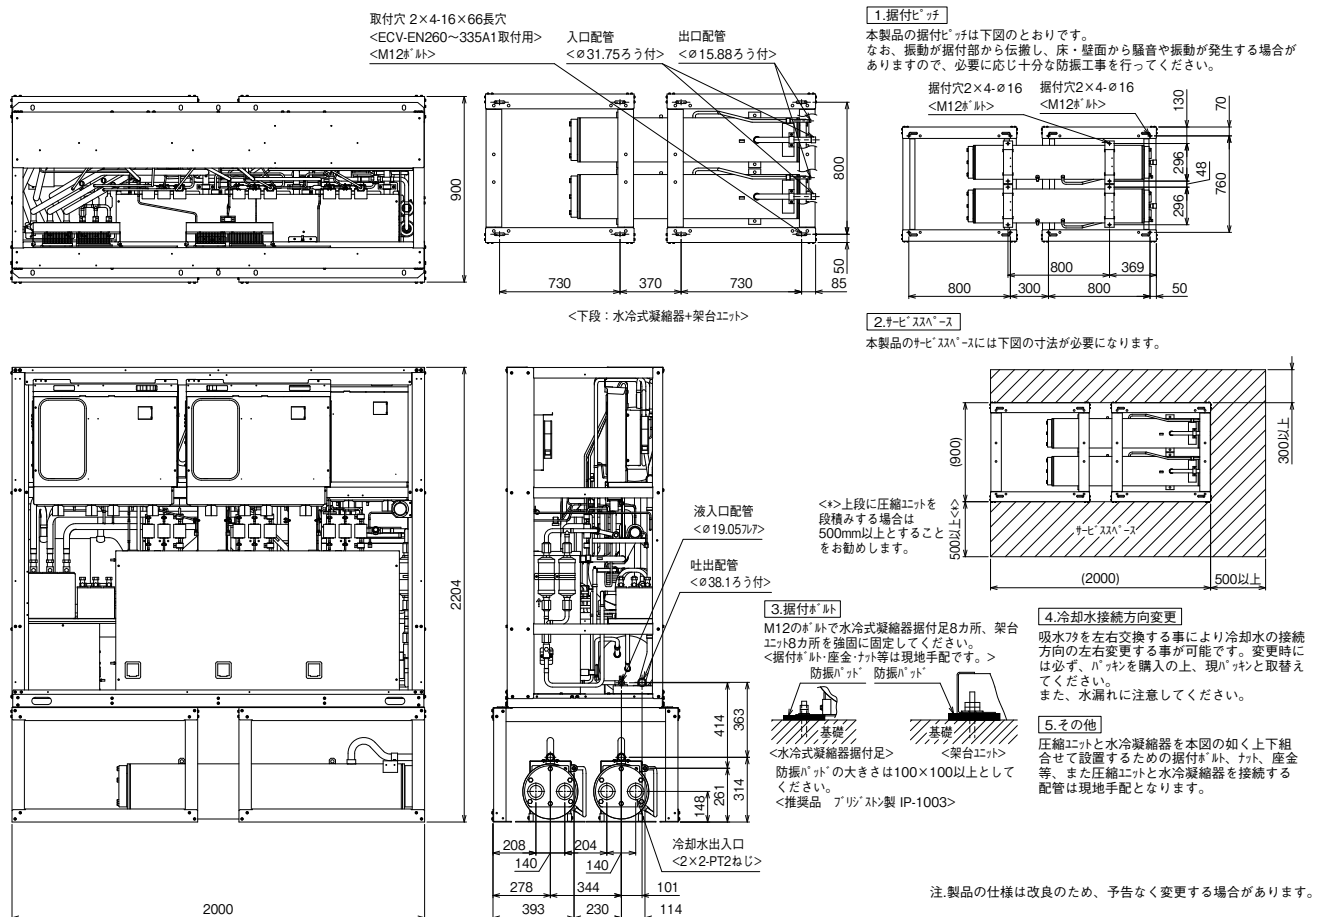 取付穴 2×4-16×66長穴
<ECV-EN260～335A1取付用>
<M12ﾎﾞﾙﾄ>
入口配管
<ø31.75ろう付>
出口配管
<ø15.88ろう付>
900
800
50
730
370
730
85
<下段：水冷式凝縮器+架台ﾕﾆｯﾄ>
1.据付ﾋﾟｯﾁ
本製品の据付ﾋﾟｯﾁは下図のとおりです。
なお、振動が据付部から伝搬し、床・壁面から騒音や振動が発生する場合が
ありますので、必要に応じ十分な防振工事を行ってください。
据付穴2×4-ø16
<M12ﾎﾞﾙﾄ>
据付穴2×4-ø16
<M12ﾎﾞﾙﾄ>
130
70
296
48
760
296
800
369
800
300
800
50
2.ｻｰﾋﾞｽｽﾍﾟｰｽ
本製品のｻｰﾋﾞｽｽﾍﾟｰｽには下図の寸法が必要になります。
(900)
300以上
500以上<*>
ｻｰﾋﾞｽｽﾍﾟｰｽ
(2000)
500以上
<*>上段に圧縮ﾕﾆｯﾄを
段積みする場合は
500mm以上とすること
をお勧めします。
2204
2000
液入口配管
<ø19.05ﾌﾚｱ>
吐出配管
<ø38.1ろう付>
414
363
148
261
314
208
204
140
140
278
344
101
393
230
114
冷却水出入口
<2×2-PT2ねじ>
3.据付ﾎﾞﾙﾄ
M12のﾎﾞﾙﾄで水冷式凝縮器据付足8カ所、架台
ﾕﾆｯﾄ8カ所を強固に固定してください。
<据付ﾎﾞﾙﾄ･座金･ﾅｯﾄ等は現地手配です。>
防振ﾊﾟｯﾄﾞ
防振ﾊﾟｯﾄﾞ
基礎
基礎
<水冷式凝縮器据付足>
<架台ﾕﾆｯﾄ>
防振ﾊﾟｯﾄﾞの大きさは100×100以上として
ください。
<推奨品 ﾌﾞﾘｼﾞｽﾄﾝ製 IP-1003>
4.冷却水接続方向変更
吸水ﾌﾀを左右交換する事により冷却水の接続
方向の左右変更する事が可能です。変更時に
は必ず、ﾊﾟｯｷﾝを購入の上、現ﾊﾟｯｷﾝと取替え
てください。
また、水漏れに注意してください。
5.その他
圧縮ﾕﾆｯﾄと水冷凝縮器を本図の如く上下組
合せて設置するための据付ﾎﾞﾙﾄ、ﾅｯﾄ、座金
等、また圧縮ﾕﾆｯﾄと水冷凝縮器を接続する
配管は現地手配となります。
注.製品の仕様は改良のため、予告なく変更する場合があります。